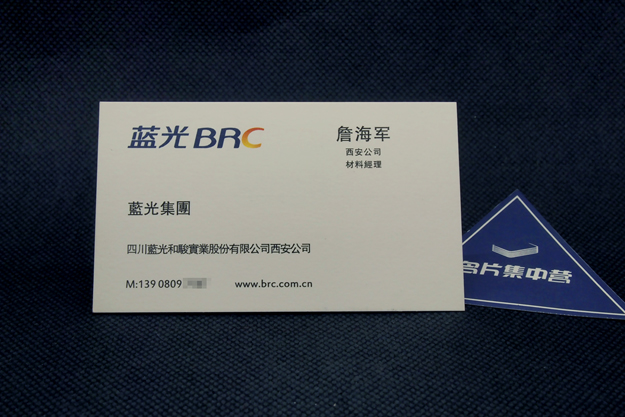 蓝光 BRC
詹海军
西安公司
材料經理
藍光集團
四川藍光和駿實業股份有限公司西安公司
M:139 0809
www.brc.com.cn
名片集中营